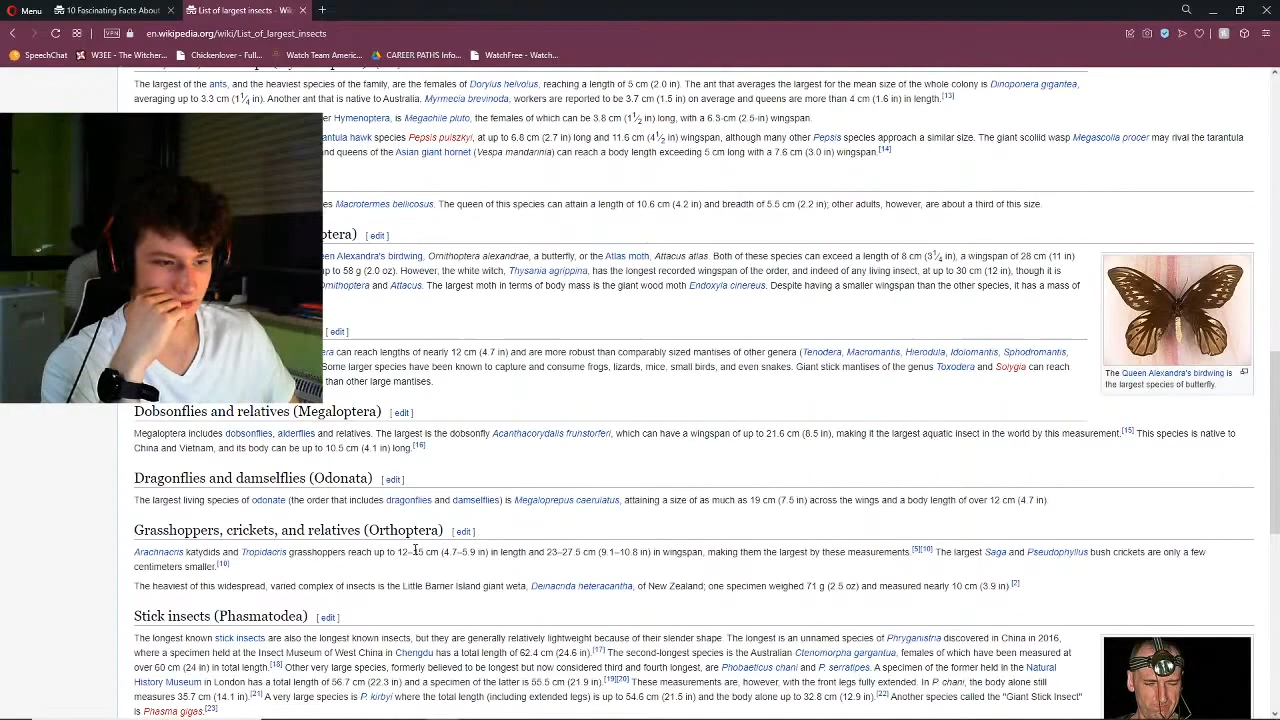 Menu 10 Fascinating Facts About List of largest insects - Wiki
VPN en.wikipedia.org/wiki/List_of_largest_insects
SpeechChat W3EE - The Witcher... Chickenlover - Full... Watch Team Americ... CAREER PATHs Info... WatchFree - Watch...
The largest of the ants, and the heaviest species of the family, are the females of Dorylus helvolus, reaching a length of 5 cm (2.0 in). The ant that averages the largest for the mean size of the whole colony is Dinoponera gigantea,
averaging up to 3.3 cm (1 1/4 in). Another ant that is native to Australia. Myrmecia brevinoda; workers are reported to be 3.7 cm (1.5 in) on average and queens are more than 4 cm (1.6 in) in length.[13]
er Hymenoptera, is Megachile pluto, the females of which can be 3.8 cm (1 1/2 in) long, with a 6.3-cm (2.5-in) wingspan.
arantula hawk species Pepsis pulszkyi, at up to 6.8 cm (2.7 in) long and 11.6 cm (4 1/2 in) wingspan, although many other Pepsis species approach a similar size. The giant scoliid wasp Megascolia procer may rival the tarantula
and queens of the Asian giant hornet (Vespa mandarinia) can reach a body length exceeding 5 cm long with a 7.6 cm (3.0 in) wingspan.[14]
es Macrotermes bellicosus. The queen of this species can attain a length of 10.6 cm (4.2 in) and breadth of 5.5 cm (2.2 in); other adults, however, are about a third of this size.
tera) [ edit ]
een Alexandra's birdwing, Ornithoptera alexandrae, a butterfly, or the Atlas moth, Attacus atlas. Both of these species can exceed a length of 8 cm (3 1/4 in), a wingspan of 28 cm (11 in)
up to 58 g (2.0 oz). However, the white witch, Thysania agrippina, has the longest recorded wingspan of the order, and indeed of any living insect, at up to 30 cm (12 in), though it is
Ornithoptera and Attacus. The largest moth in terms of body mass is the giant wood moth Endoxyla cinereus. Despite having a smaller wingspan than the other species, it has a mass of
The Queen Alexandra's birdwing is
the largest species of butterfly.
[ edit ]
era can reach lengths of nearly 12 cm (4.7 in) and are more robust than comparably sized mantises of other genera (Tenodera, Macromantis, Hierodula, Idolomantis, Sphodromantis,
Some larger species have been known to capture and consume frogs, lizards, mice, small birds, and even snakes. Giant stick mantises of the genus Toxodera and Solygia can reach
than other large mantises.
Dobsonflies and relatives (Megaloptera) [ edit ]
Megaloptera includes dobsonflies, alderflies and relatives. The largest is the dobsonfly Acanthacorydalis fruhstorferi, which can have a wingspan of up to 21.6 cm (8.5 in), making it the largest aquatic insect in the world by this measurement.[15] This species is native to
China and Vietnam, and its body can be up to 10.5 cm (4.1 in) long.[16]
Dragonflies and damselflies (Odonata) [ edit ]
The largest living species of odonate (the order that includes dragonflies and damselflies) is Megaloprepus caerulatus, attaining a size of as much as 19 cm (7.5 in) across the wings and a body length of over 12 cm (4.7 in).
Grasshoppers, crickets, and relatives (Orthoptera) [ edit ]
Arachnacris katydids and Tropidacris grasshoppers reach up to 12–15 cm (4.7–5.9 in) in length and 23–27.5 cm (9.1–10.8 in) in wingspan, making them the largest by these measurements [5][10] The largest Saga and Pseudophyllus bush crickets are only a few
centimeters smaller.[10]
The heaviest of this widespread, varied complex of insects is the Little Barrier Island giant weta, Deinacrida heteracantha, of New Zealand; one specimen weighed 71 g (2.5 oz) and measured nearly 10 cm (3.9 in).[2]
Stick insects (Phasmatodea) [ edit ]
The longest known stick insects are also the longest known insects, but they are generally relatively lightweight because of their slender shape. The longest is an unnamed species of Phryganistria discovered in China in 2016,
where a specimen held at the Insect Museum of West China in Chengdu has a total length of 62.4 cm (24.6 in).[17] The second-longest species is the Australian Ctenomorpha gargantua, females of which have been measured at
over 60 cm (24 in) in total length.[18] Other very large species, formerly believed to be longest but now considered third and fourth longest, are Phobaeticus chani and P. serratipes. A specimen of the former held in the Natural
History Museum in London has a total length of 56.7 cm (22.3 in) and a specimen of the latter is 55.5 cm (21.9 in).[19][20] These measurements are, however, with the front legs fully extended. In P. chani, the body alone still
measures 35.7 cm (14.1 in).[21] A very large species is P. kirbyi where the total length (including extended legs) is up to 54.6 cm (21.5 in) and the body alone up to 32.8 cm (12.9 in).[22] Another species called the "Giant Stick Insect"
is Phasma gigas.[23]